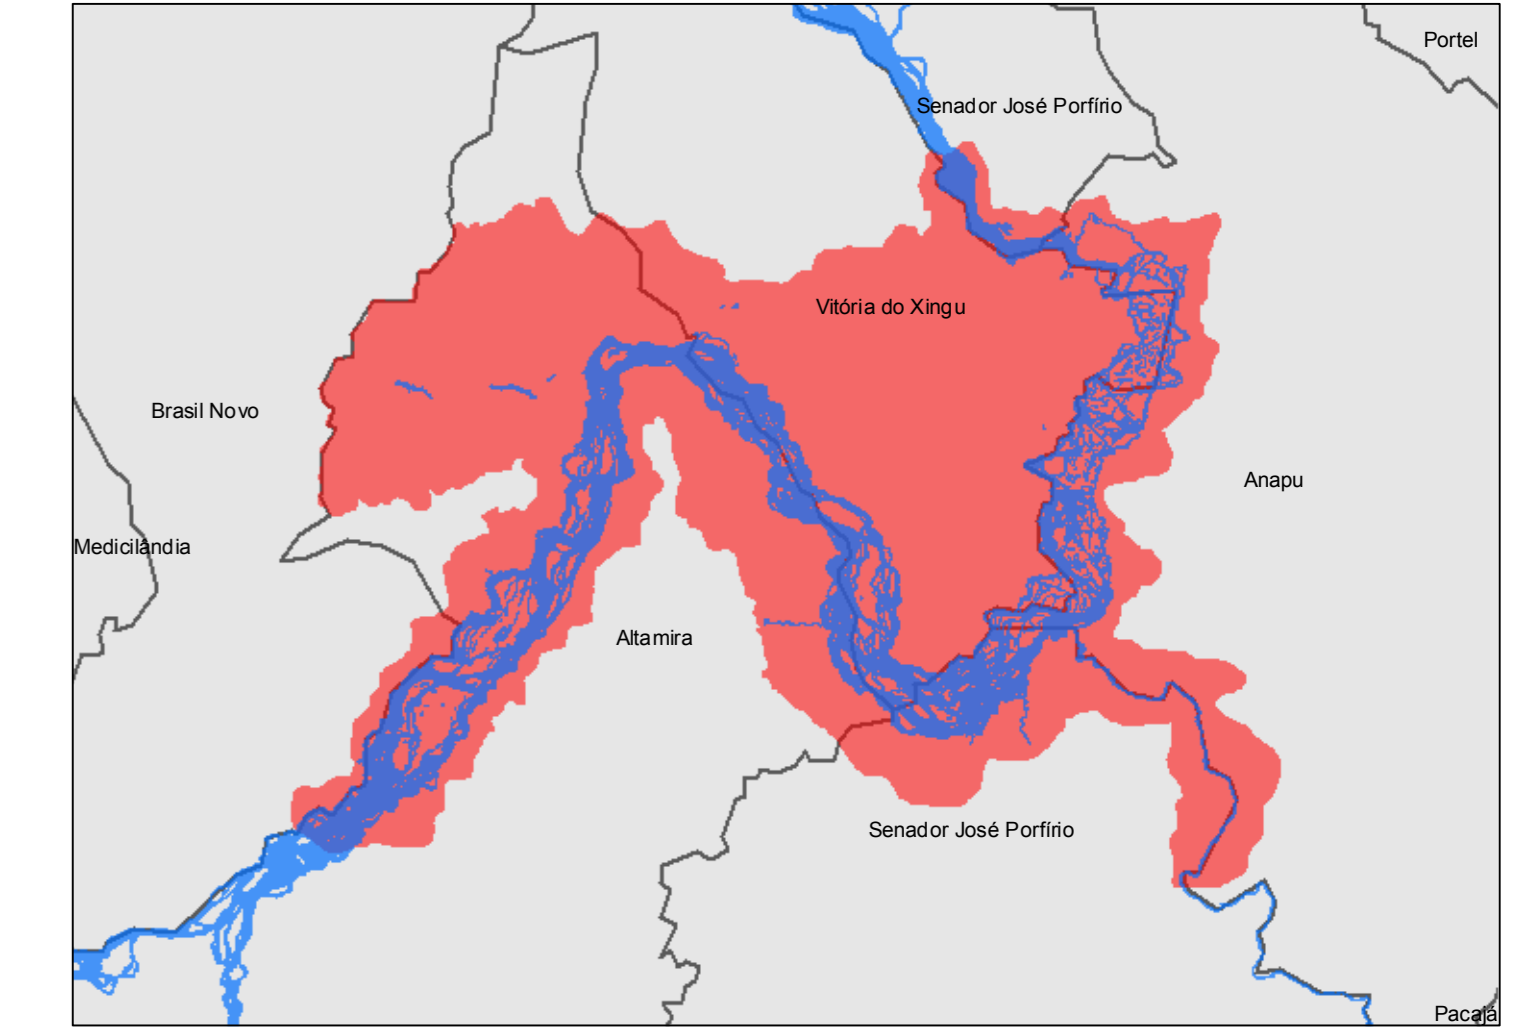 Portel
Senador José Porfírio
Vitória do Xingu
Brasil Novo
Anapu
Medicilândia
Altamira
Senador José Porfírio
Pacajá